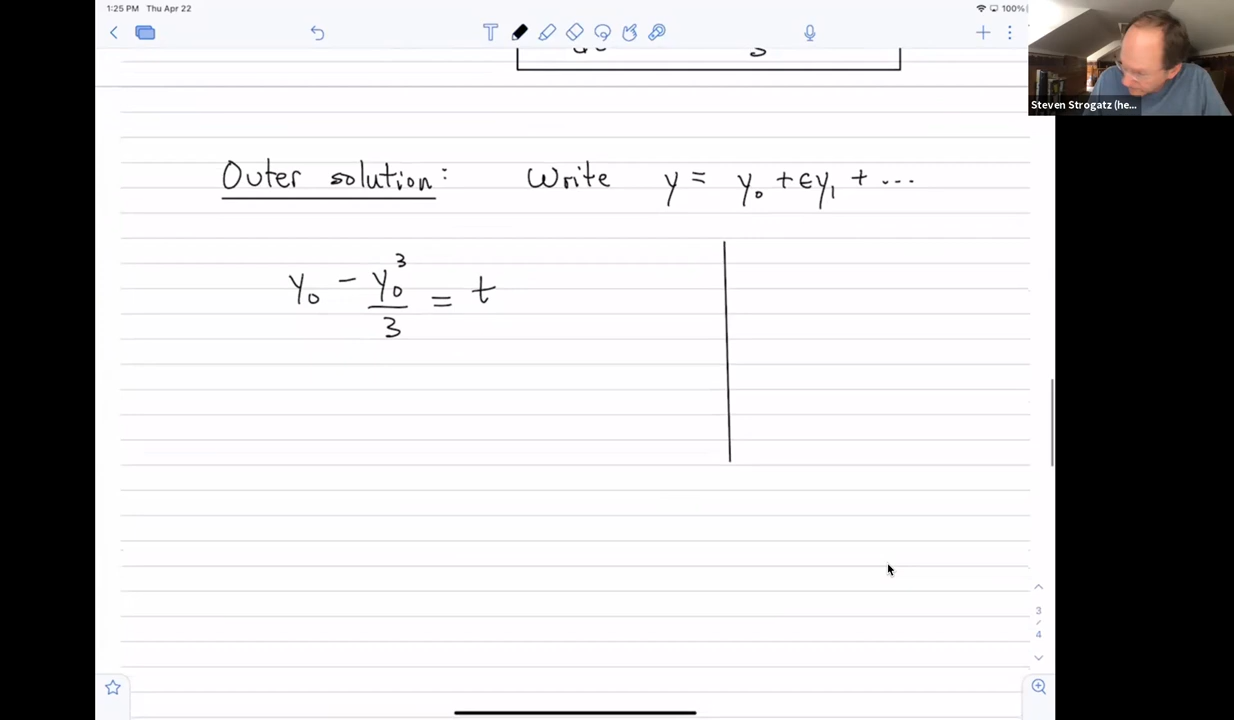 1:25 PM Thu Apr 22
100%
T
Steven Strogatz (he...
Outer solution: Write y = y₀ + ϵy₁ + ...
y₀ - y₀³/3 = t
3
/
4